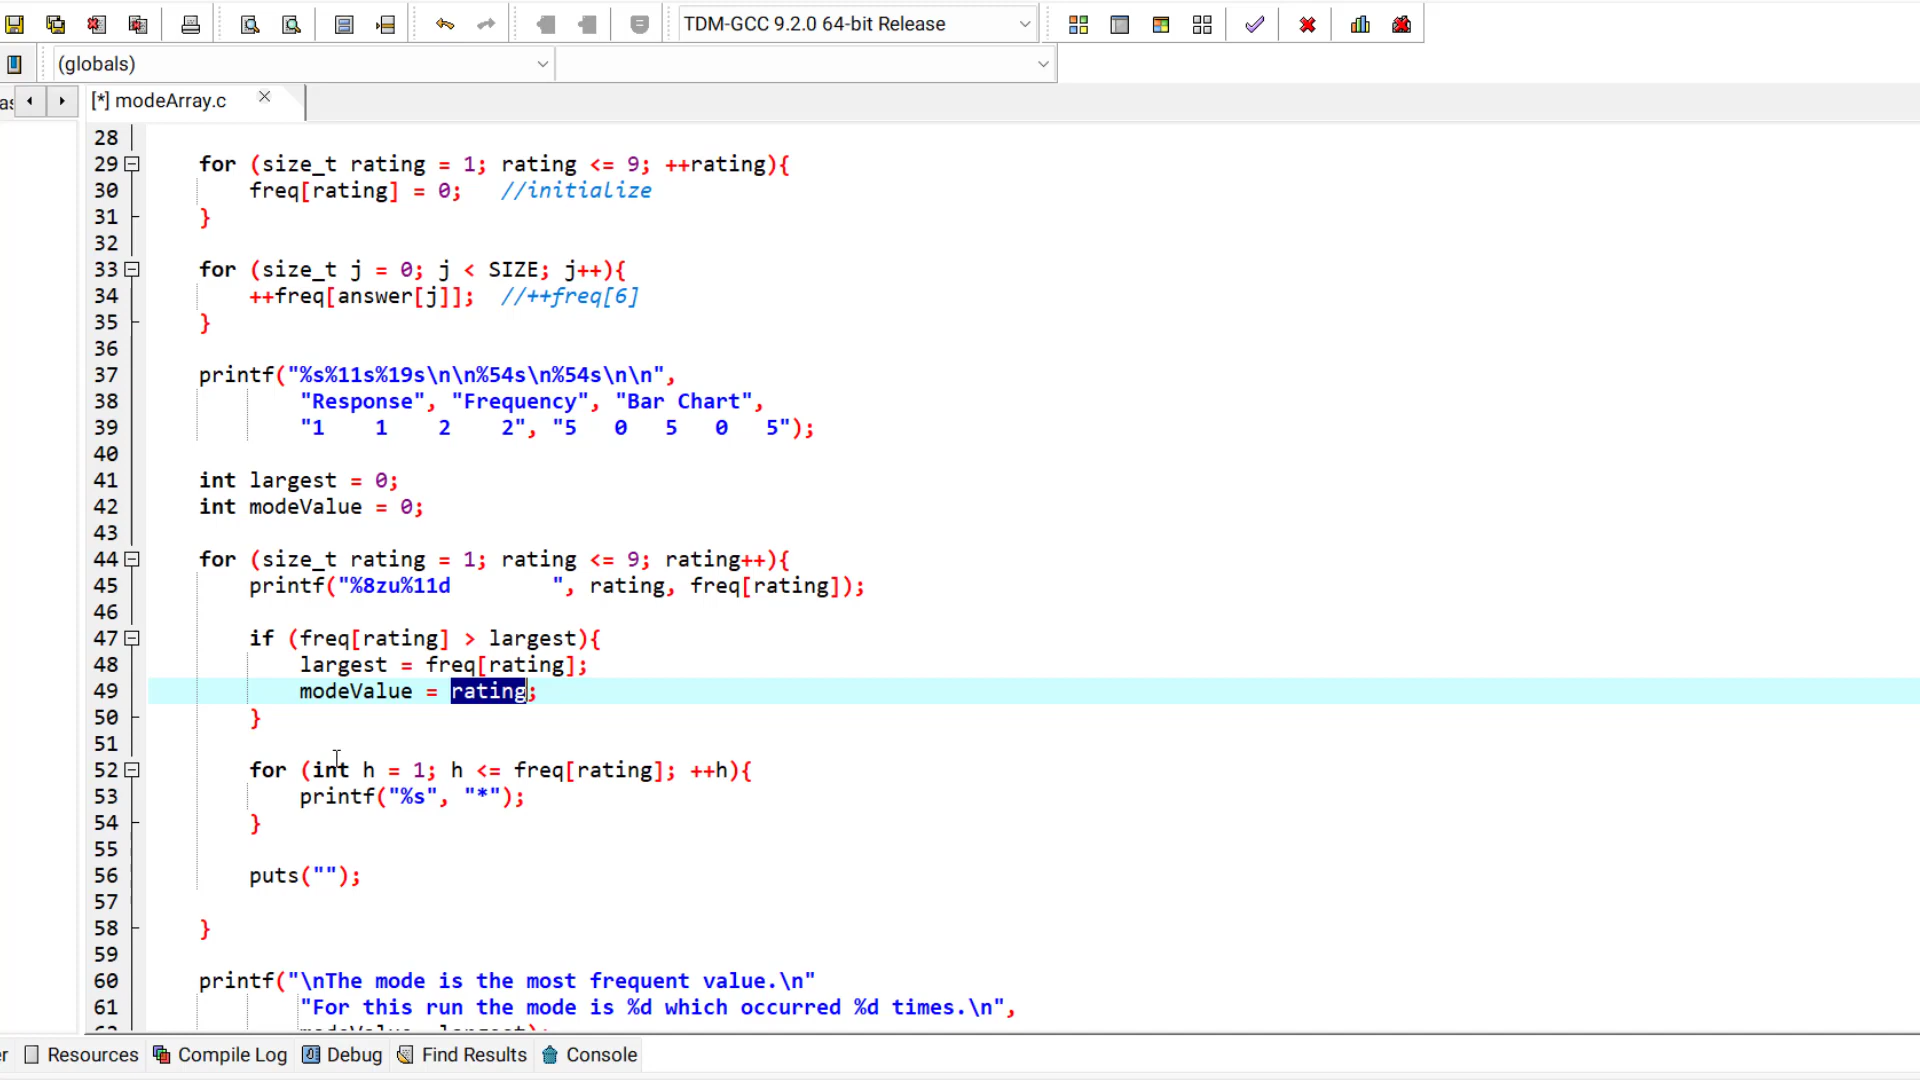 TDM-GCC 9.2.0 64-bit Release
(globals)
[*] modeArray.c
28
29 for (size_t rating = 1; rating <= 9; ++rating){
30 freq[rating] = 0;   //initialize
31 }
32
33 for (size_t j = 0; j < SIZE; j++){
34 ++freq[answer[j]];  //++freq[6]
35 }
36
37 printf("%s%11s%19s\n\n%54s\n%54s\n\n",
38 "Response", "Frequency", "Bar Chart",
39 "1    1    2    2", "5   0   5   0   5");
40
41 int largest = 0;
42 int modeValue = 0;
43
44 for (size_t rating = 1; rating <= 9; rating++){
45 printf("%8zu%11d        ", rating, freq[rating]);
46
47 if (freq[rating] > largest){
48 largest = freq[rating];
49 modeValue = rating;
50 }
51
52 for (int h = 1; h <= freq[rating]; ++h){
53 printf("%s", "*");
54 }
55
56 puts("");
57
58 }
59
60 printf("\nThe mode is the most frequent value.\n"
61 "For this run the mode is %d which occurred %d times.\n",
Resources Compile Log Debug Find Results Console